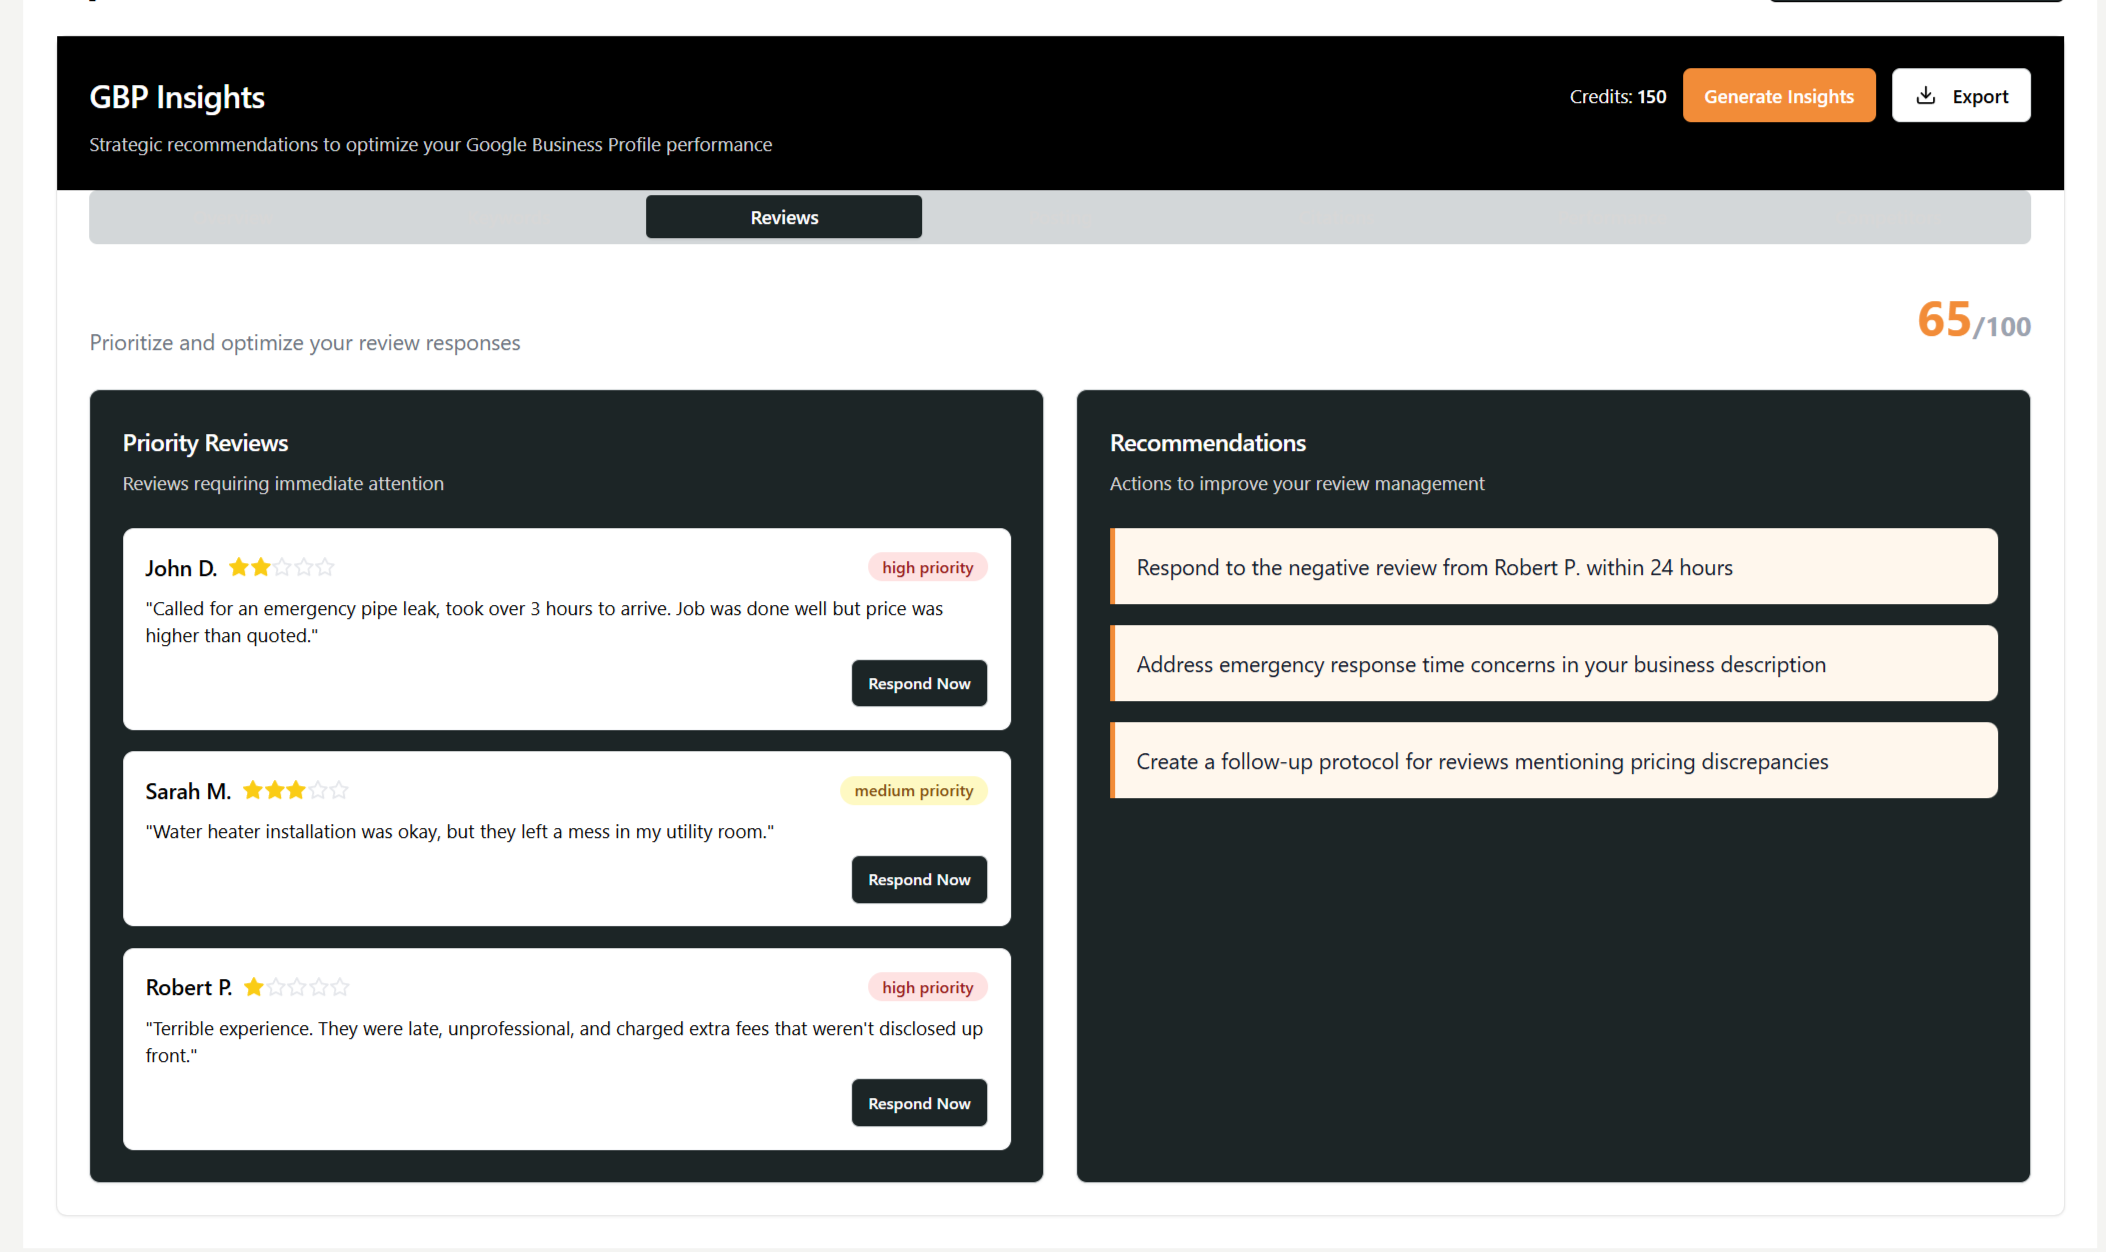 GBP Insights
Credits: 150
Generate Insights
Export
Strategic recommendations to optimize your Google Business Profile performance
Reviews
65/100
Prioritize and optimize your review responses
Priority Reviews
Reviews requiring immediate attention
John D.
high priority
"Called for an emergency pipe leak, took over 3 hours to arrive. Job was done well but price was
higher than quoted."
Respond Now
Sarah M.
medium priority
"Water heater installation was okay, but they left a mess in my utility room."
Respond Now
Robert P.
high priority
"Terrible experience. They were late, unprofessional, and charged extra fees that weren't disclosed up
front."
Respond Now
Recommendations
Actions to improve your review management
Respond to the negative review from Robert P. within 24 hours
Address emergency response time concerns in your business description
Create a follow-up protocol for reviews mentioning pricing discrepancies